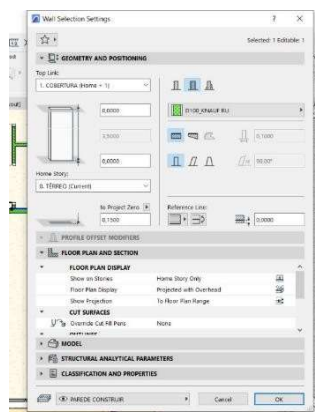 Wall Selection Settings ? X
Selected: 1 Editable: 1
GEOMETRY AND POSITIONING
Top Link:
1. COBERTURA (Home + 1)
0,0000
D100_KNAUF RU
0,1000
0,0000
90,00°
Home Story:
0. TÉRREO (Current)
to Project Zero
Reference Line:
0,1500
0,0000
PROFILE OFFSET MODIFIERS
FLOOR PLAN AND SECTION
FLOOR PLAN DISPLAY
Show on Stories Home Story Only
Floor Plan Display Projected with Overhead
Show Projection To Floor Plan Range
CUT SURFACES
Override Cut Fill Pens None
MODEL
STRUCTURAL ANALYTICAL PARAMETERS
CLASSIFICATION AND PROPERTIES
PAREDE CONSTRUIR
Cancel OK